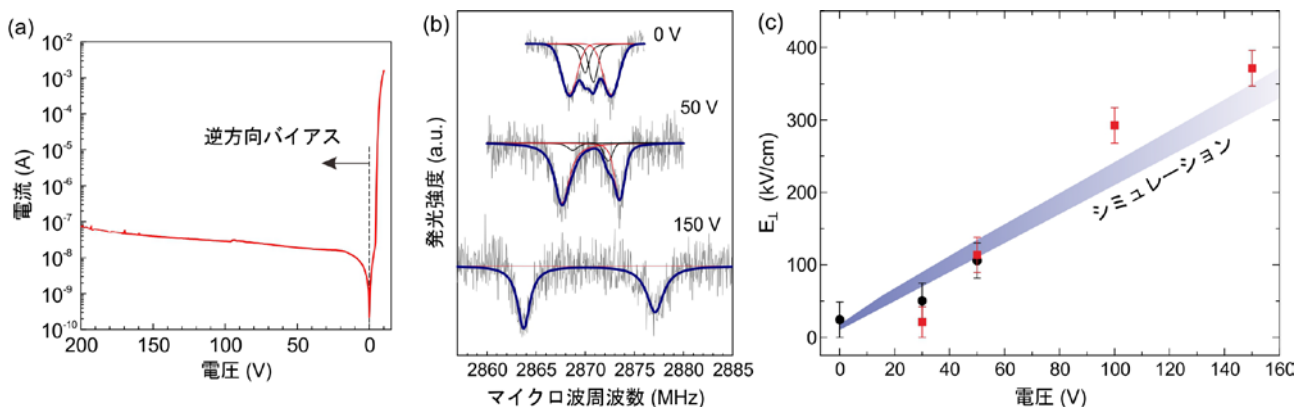 (a)
10-2
10-3
10-4
10-5
10-6
10-7
10-8
10-9
10-10
電流 (A)
逆方向バイアス
200
150
100
50
0
電圧 (V)
(b)
0 V
50 V
150 V
発光強度 (a.u.)
2860 2865 2870 2875 2880 2885
マイクロ波周波数 (MHz)
(c)
400
300
200
100
0
E⊥ (kV/cm)
シミュレーション
0 20 40 60 80 100 120 140 160
電圧 (V)